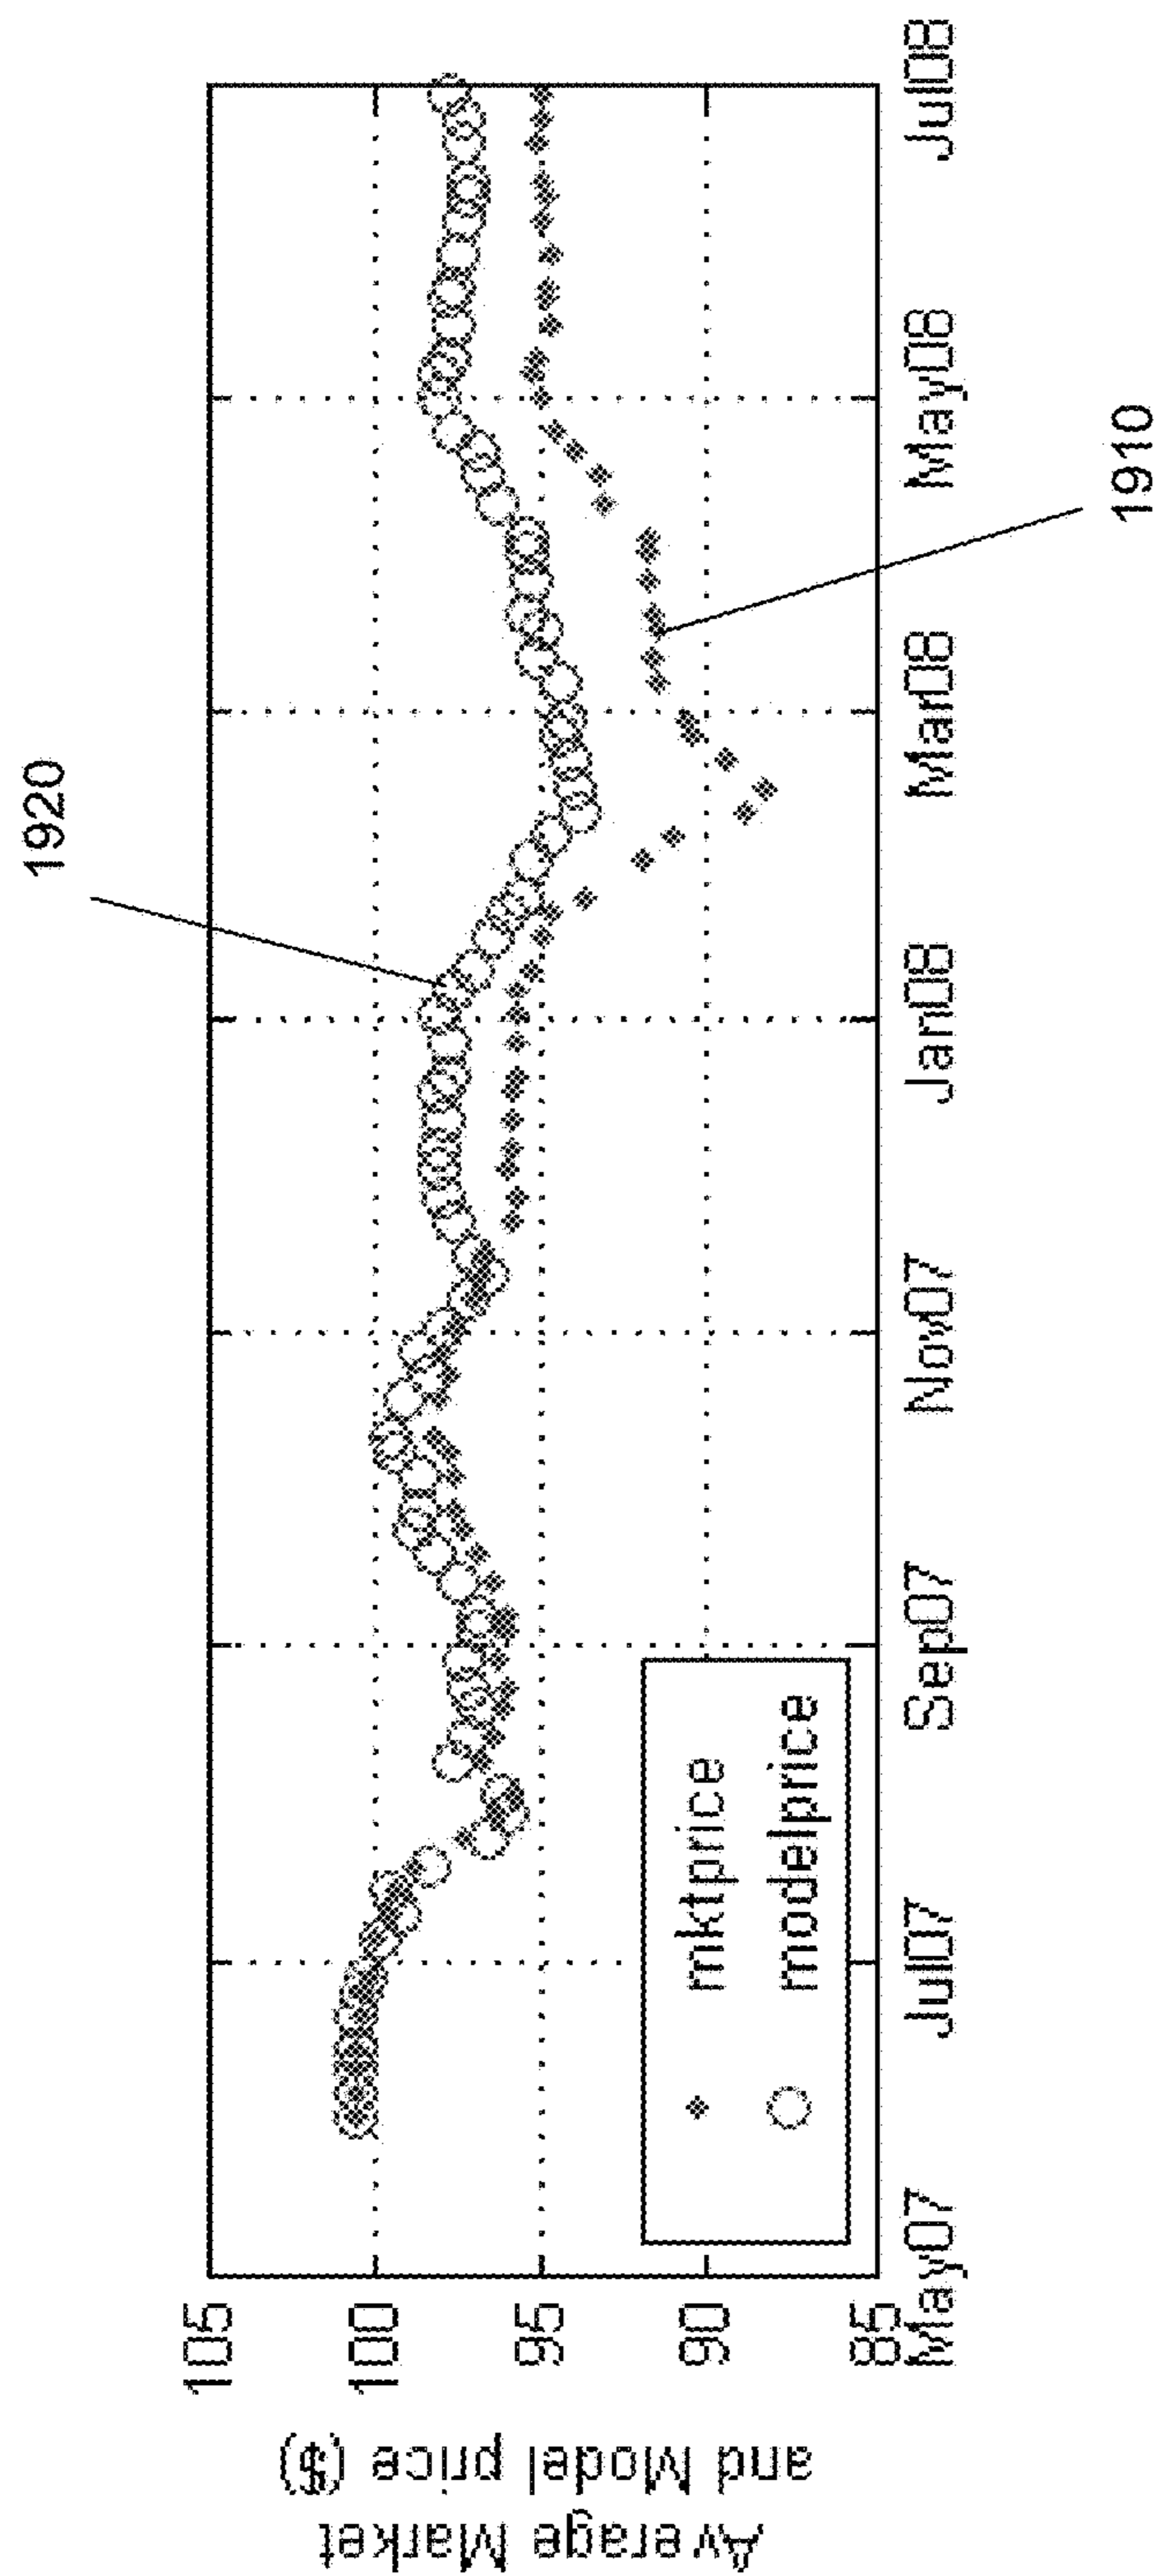 1920
105
100
95
90
85
Average Market
and Model price ($)
mktprice
modelprice
May07
Jul07
Sep07
Nov07
Jan08
Mar08
May08
Jul08
1910